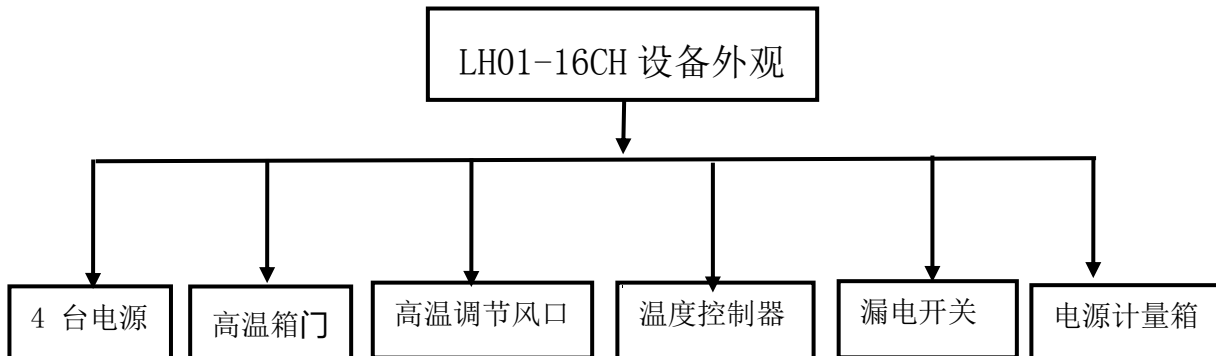 LH01-16CH 设备外观
4 台电源
高温箱门
高温调节风口
温度控制器
漏电开关
电源计量箱